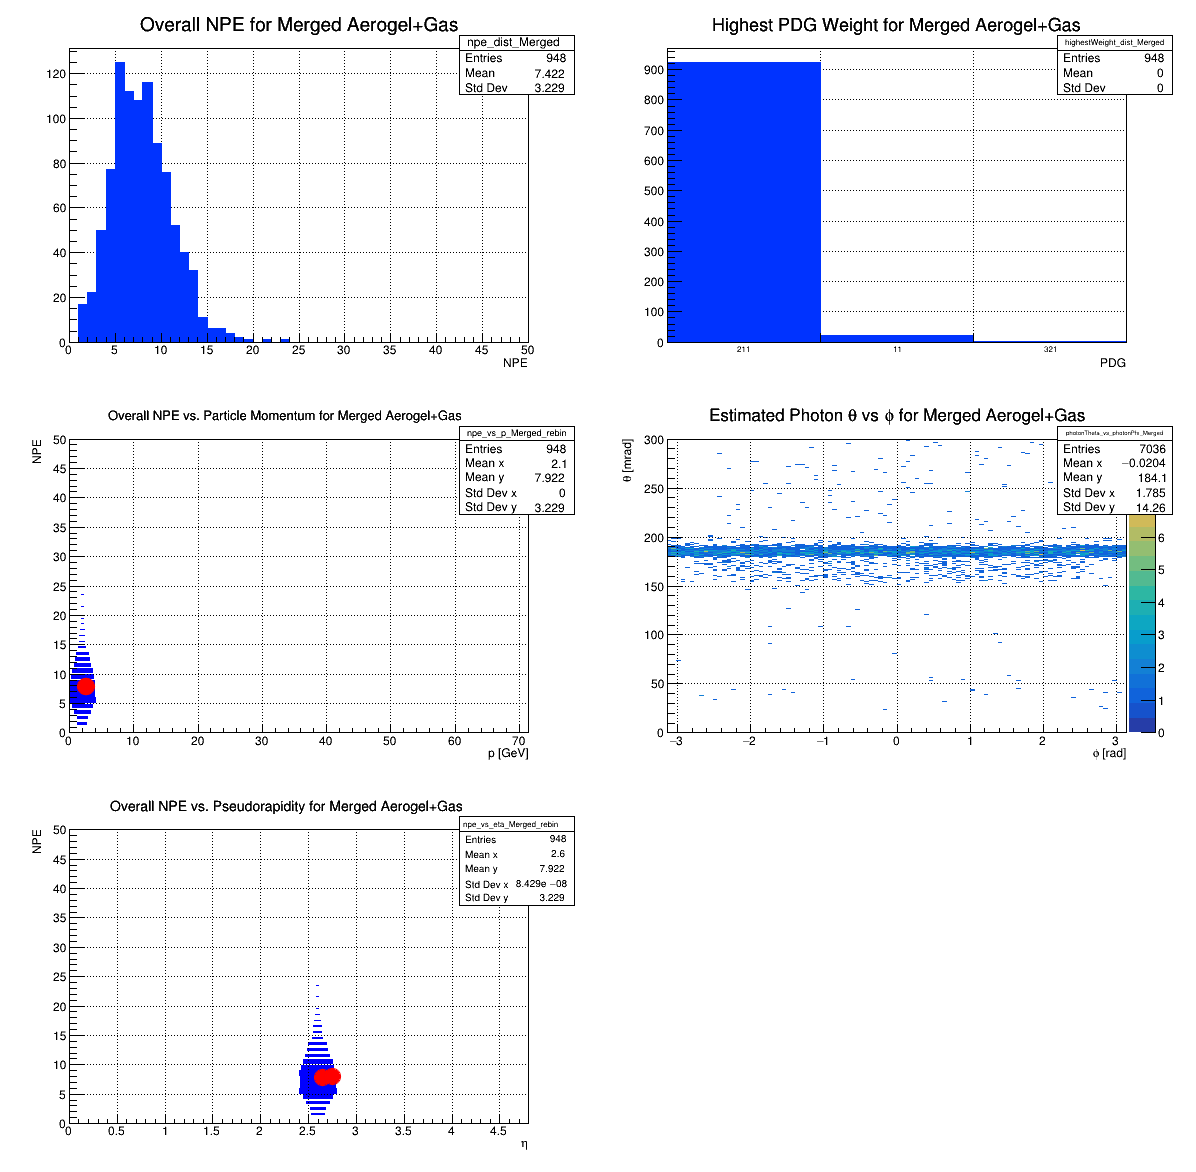 Overall NPE for Merged Aerogel+Gas
npe_dist_Merged
Entries 948
Mean 7.422
Std Dev 3.229
120
100
80
60
40
20
0
0 5 10 15 20 25 30 35 40 45 50
NPE
Highest PDG Weight for Merged Aerogel+Gas
highestWeight_dist_Merged
Entries 948
Mean 0
Std Dev 0
900
800
700
600
500
400
300
200
100
0
211 11 321
PDG
Overall NPE vs. Particle Momentum for Merged Aerogel+Gas
npe_vs_p_Merged_rebin
Entries 948
Mean x 2.1
Mean y 7.922
Std Dev x 0
Std Dev y 3.229
NPE
50
45
40
35
30
25
20
15
10
5
0
0 10 20 30 40 50 60 70
p [GeV]
Estimated Photon θ vs ϕ for Merged Aerogel+Gas
photonTheta_vs_photonPhi_Merged
Entries 7036
Mean x −0.0204
Mean y 184.1
Std Dev x 1.785
Std Dev y 14.26
θ [mrad]
300
250
200
150
100
50
0
−3 −2 −1 0 1 2 3
ϕ [rad]
6
5
4
3
2
1
0
Overall NPE vs. Pseudorapidity for Merged Aerogel+Gas
npe_vs_eta_Merged_rebin
Entries 948
Mean x 2.6
Mean y 7.922
Std Dev x 8.429e −08
Std Dev y 3.229
NPE
50
45
40
35
30
25
20
15
10
5
0
0 0.5 1 1.5 2 2.5 3 3.5 4 4.5
η